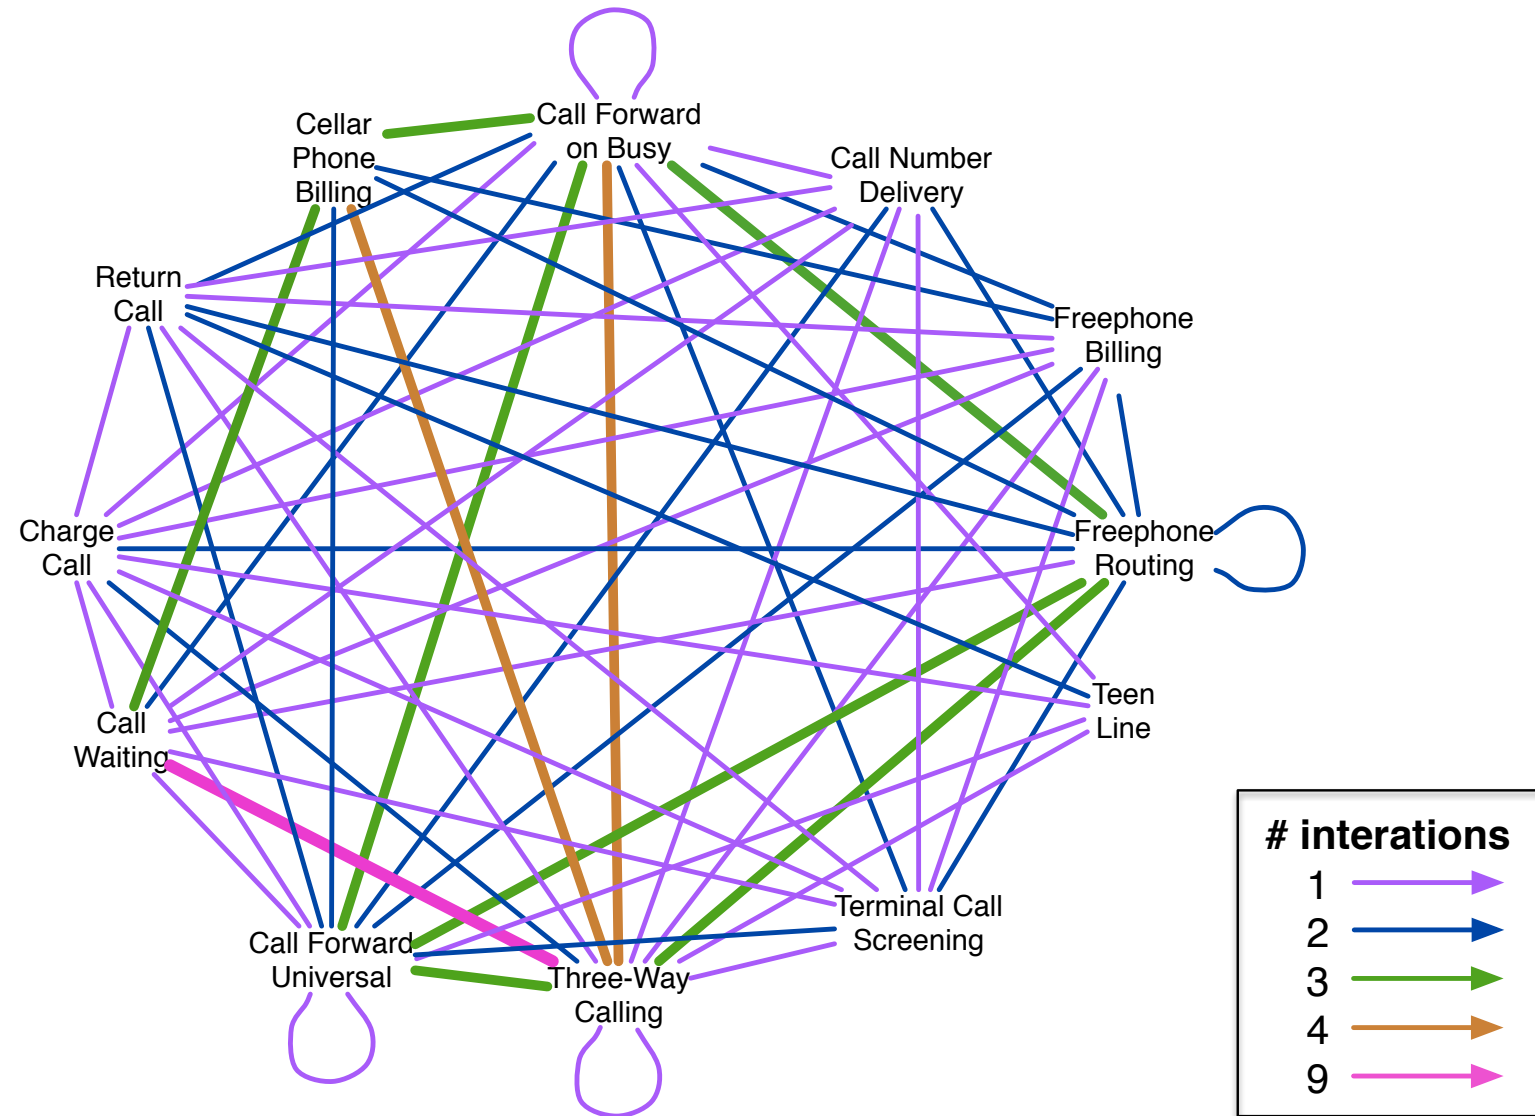 Call Forward
on Busy
Cellar
Phone
Billing
Call Number
Delivery
Return
Call
Freephone
Billing
Charge
Call
Freephone
Routing
Call
Waiting
Teen
Line
Call Forward
Universal
Three-Way
Calling
Terminal Call
Screening
# interations
1
2
3
4
9